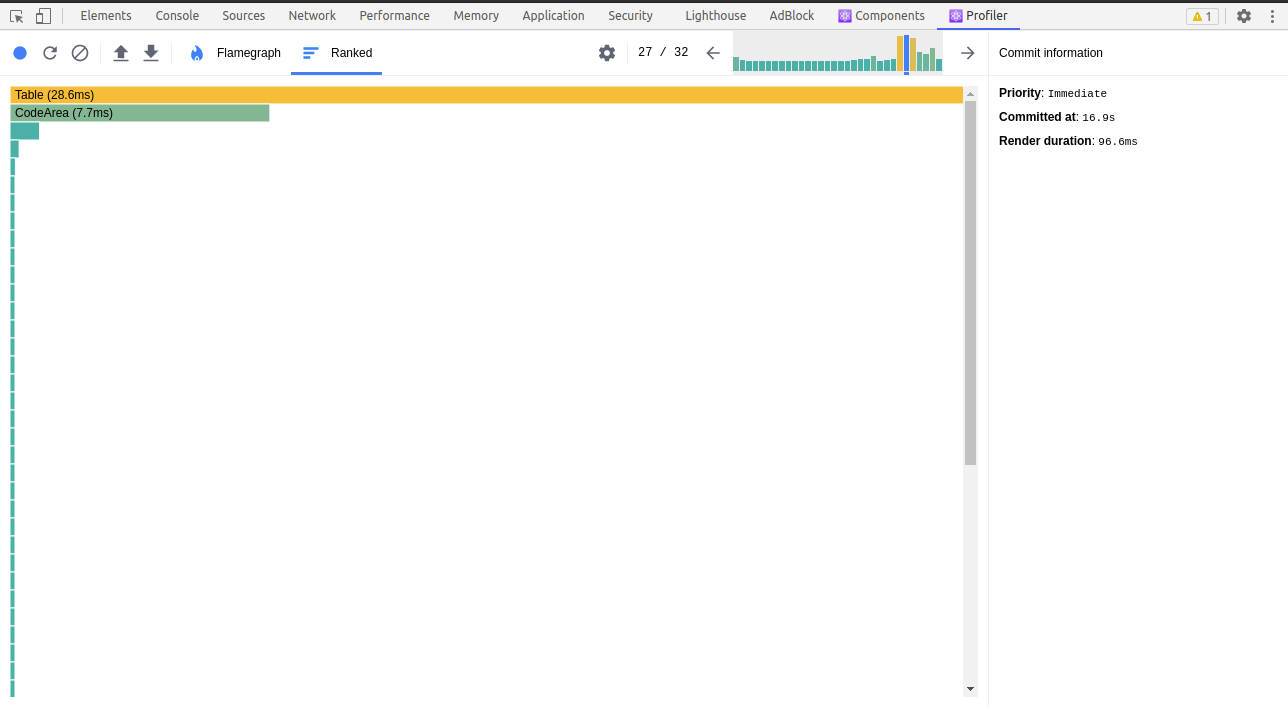 Elements Console Sources Network Performance Memory Application Security Lighthouse AdBlock Components Profiler 1
Flamegraph Ranked 27 / 32 Commit information
Table (28.6ms)
CodeArea (7.7ms)
Priority: Immediate
Committed at: 16.9s
Render duration: 96.6ms